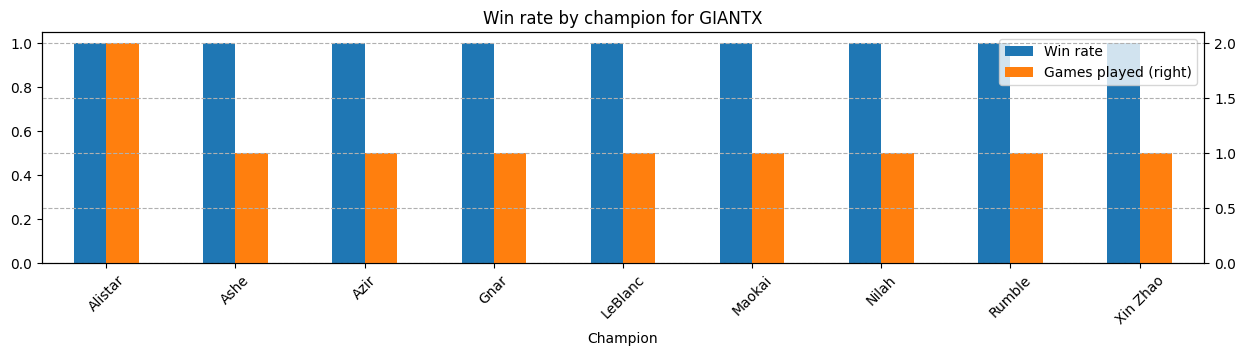 Win rate by champion for GIANTX
1.0
0.8
0.6
0.4
0.2
0.0
2.0
1.5
1.0
0.5
0.0
Win rate
Games played (right)
Alistar
Ashe
Azir
Gnar
LeBlanc
Maokai
Nilah
Rumble
Xin Zhao
Champion